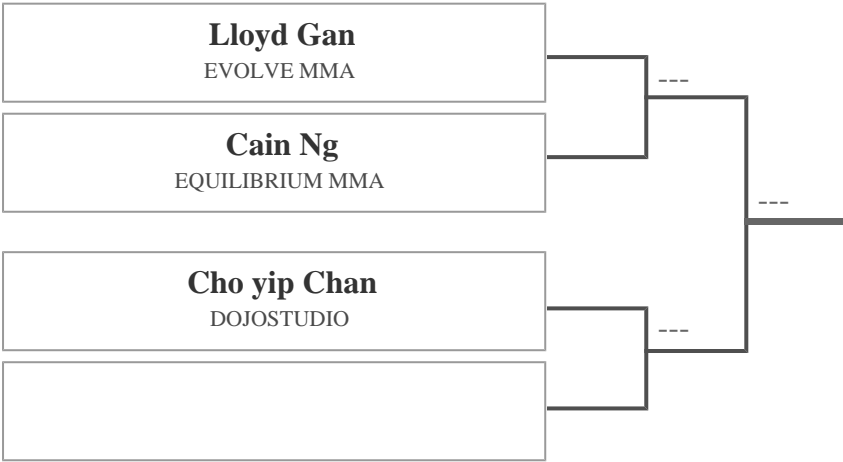 Lloyd Gan
EVOLVE MMA
---
Cain Ng
EQUILIBRIUM MMA
---
Cho yip Chan
DOJOSTUDIO
---